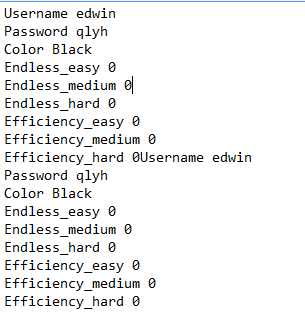 Username edwin
Password qlyh
Color Black
Endless_easy 0
Endless_medium 0
Endless_hard 0
Efficiency_easy 0
Efficiency_medium 0
Efficiency_hard 0Username edwin
Password qlyh
Color Black
Endless_easy 0
Endless_medium 0
Endless_hard 0
Efficiency_easy 0
Efficiency_medium 0
Efficiency_hard 0